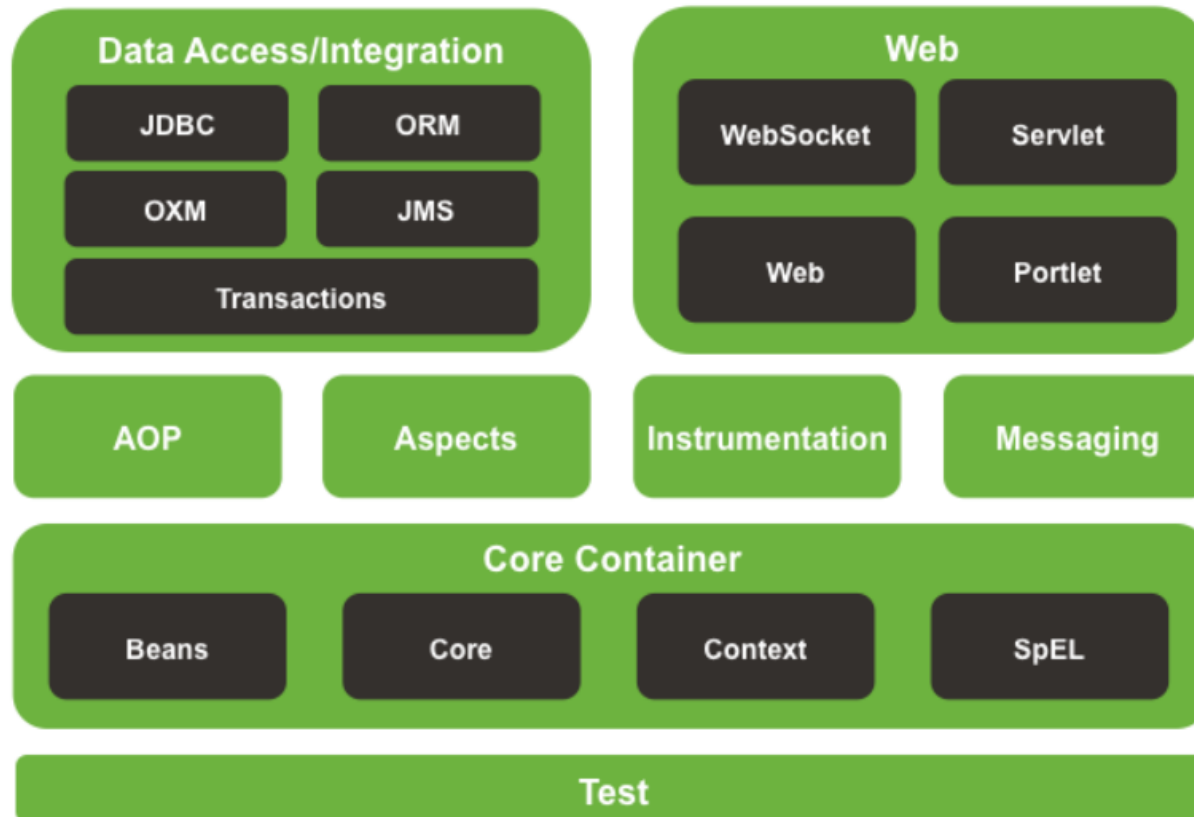 Data Access/Integration
JDBC
ORM
OXM
JMS
Transactions
Web
WebSocket
Servlet
Web
Portlet
AOP
Aspects
Instrumentation
Messaging
Core Container
Beans
Core
Context
SpEL
Test